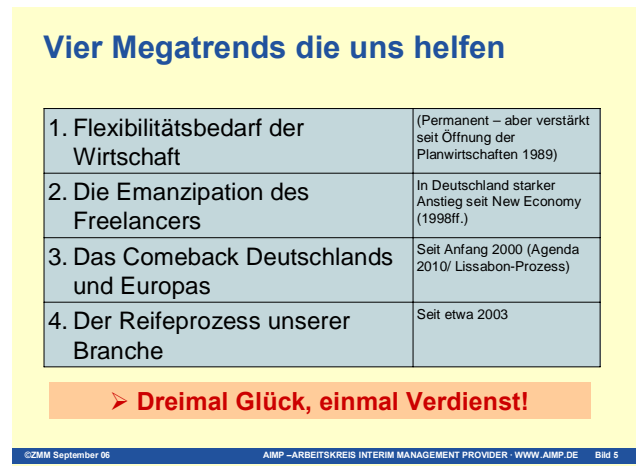 Vier Megatrends die uns helfen
1. Flexibilitätsbedarf der
Wirtschaft
(Permanent – aber verstärkt
seit Öffnung der
Planwirtschaften 1989)
2. Die Emanzipation des
Freelancers
In Deutschland starker
Anstieg seit New Economy
(1998ff.)
3. Das Comeback Deutschlands
und Europas
Seit Anfang 2000 (Agenda
2010/ Lissabon-Prozess)
4. Der Reifeprozess unserer
Branche
Seit etwa 2003
➢ Dreimal Glück, einmal Verdienst!
©ZMM September 06 AIMP –ARBEITSKREIS INTERIM MANAGEMENT PROVIDER · WWW.AIMP.DE Bild 5